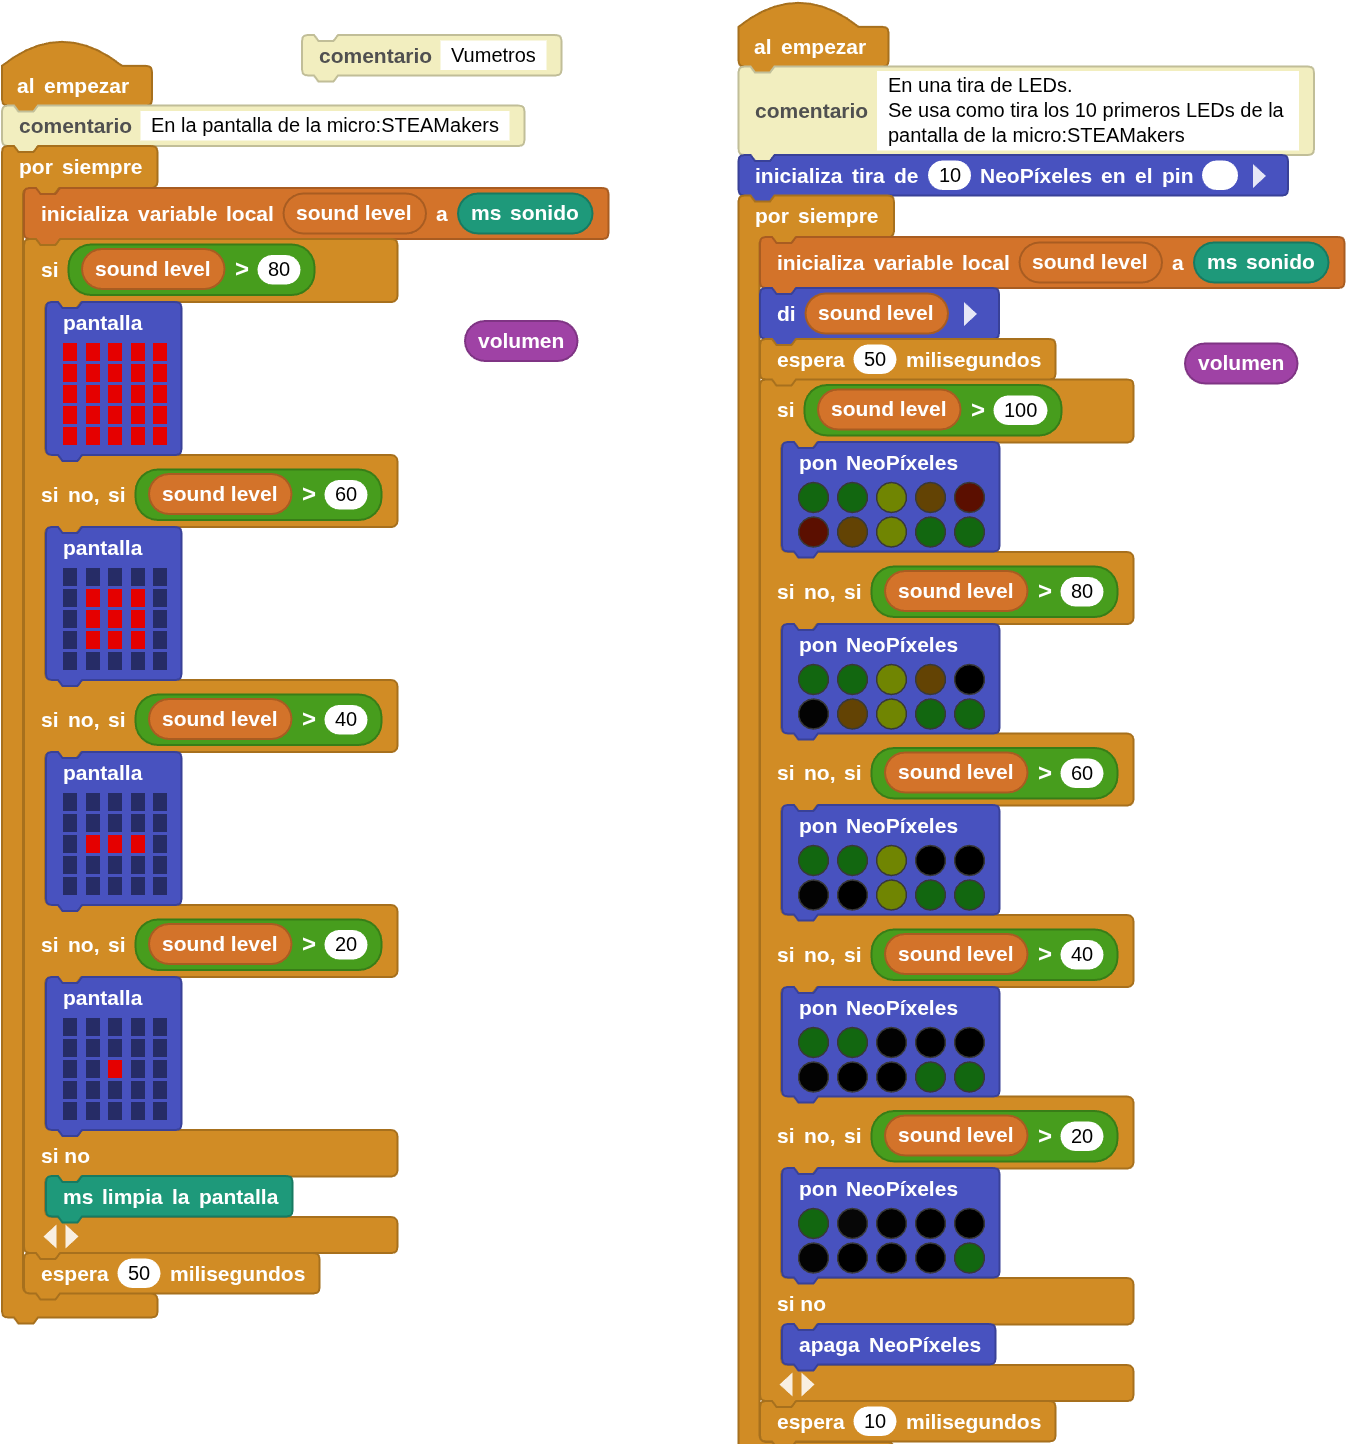 comentario Vumetros
al empezar
comentario En la pantalla de la micro:STEAMakers
por siempre
inicializa variable local sound level a ms sonido
si sound level > 80
pantalla
volumen
si no, si sound level > 60
pantalla
si no, si sound level > 40
pantalla
si no, si sound level > 20
pantalla
si no
ms limpia la pantalla
espera 50 milisegundos
al empezar
comentario En una tira de LEDs.
Se usa como tira los 10 primeros LEDs de la
pantalla de la micro:STEAMakers
inicializa tira de 10 NeoPíxeles en el pin
por siempre
inicializa variable local sound level a ms sonido
di sound level
espera 50 milisegundos
volumen
si sound level > 100
pon NeoPíxeles
si no, si sound level > 80
pon NeoPíxeles
si no, si sound level > 60
pon NeoPíxeles
si no, si sound level > 40
pon NeoPíxeles
si no, si sound level > 20
pon NeoPíxeles
si no
apaga NeoPíxeles
espera 10 milisegundos